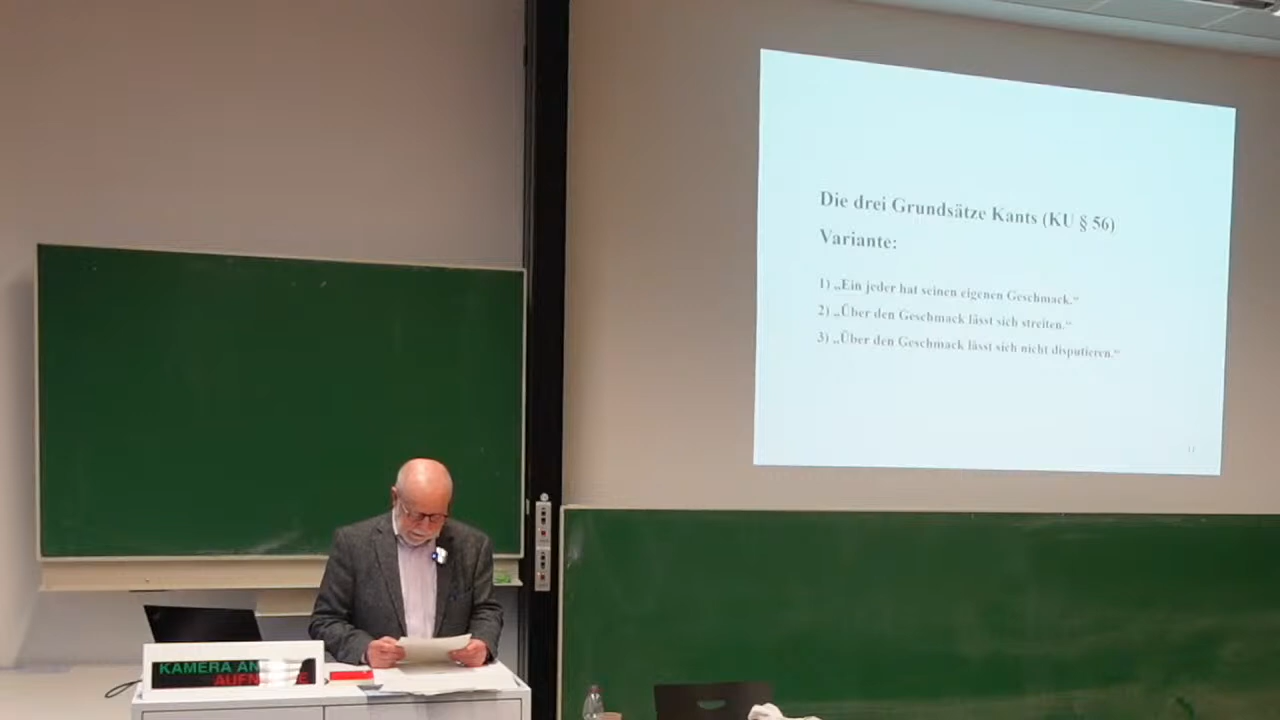 Die drei Grundsätze Kants (KU § 56)
Variante:
1) „Ein jeder hat seinen eigenen Geschmack.“
2) „Über den Geschmack lässt sich streiten.“
3) „Über den Geschmack lässt sich nicht disputieren.“
KAMERA AN